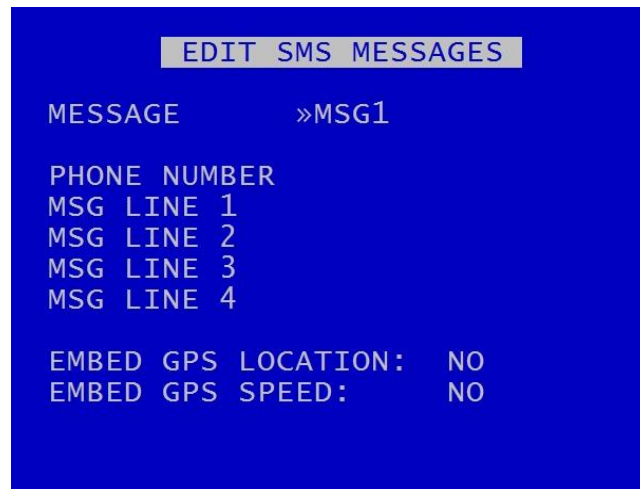 EDIT SMS MESSAGES
MESSAGE »MSG1
PHONE NUMBER
MSG LINE 1
MSG LINE 2
MSG LINE 3
MSG LINE 4
EMBED GPS LOCATION: NO
EMBED GPS SPEED: NO